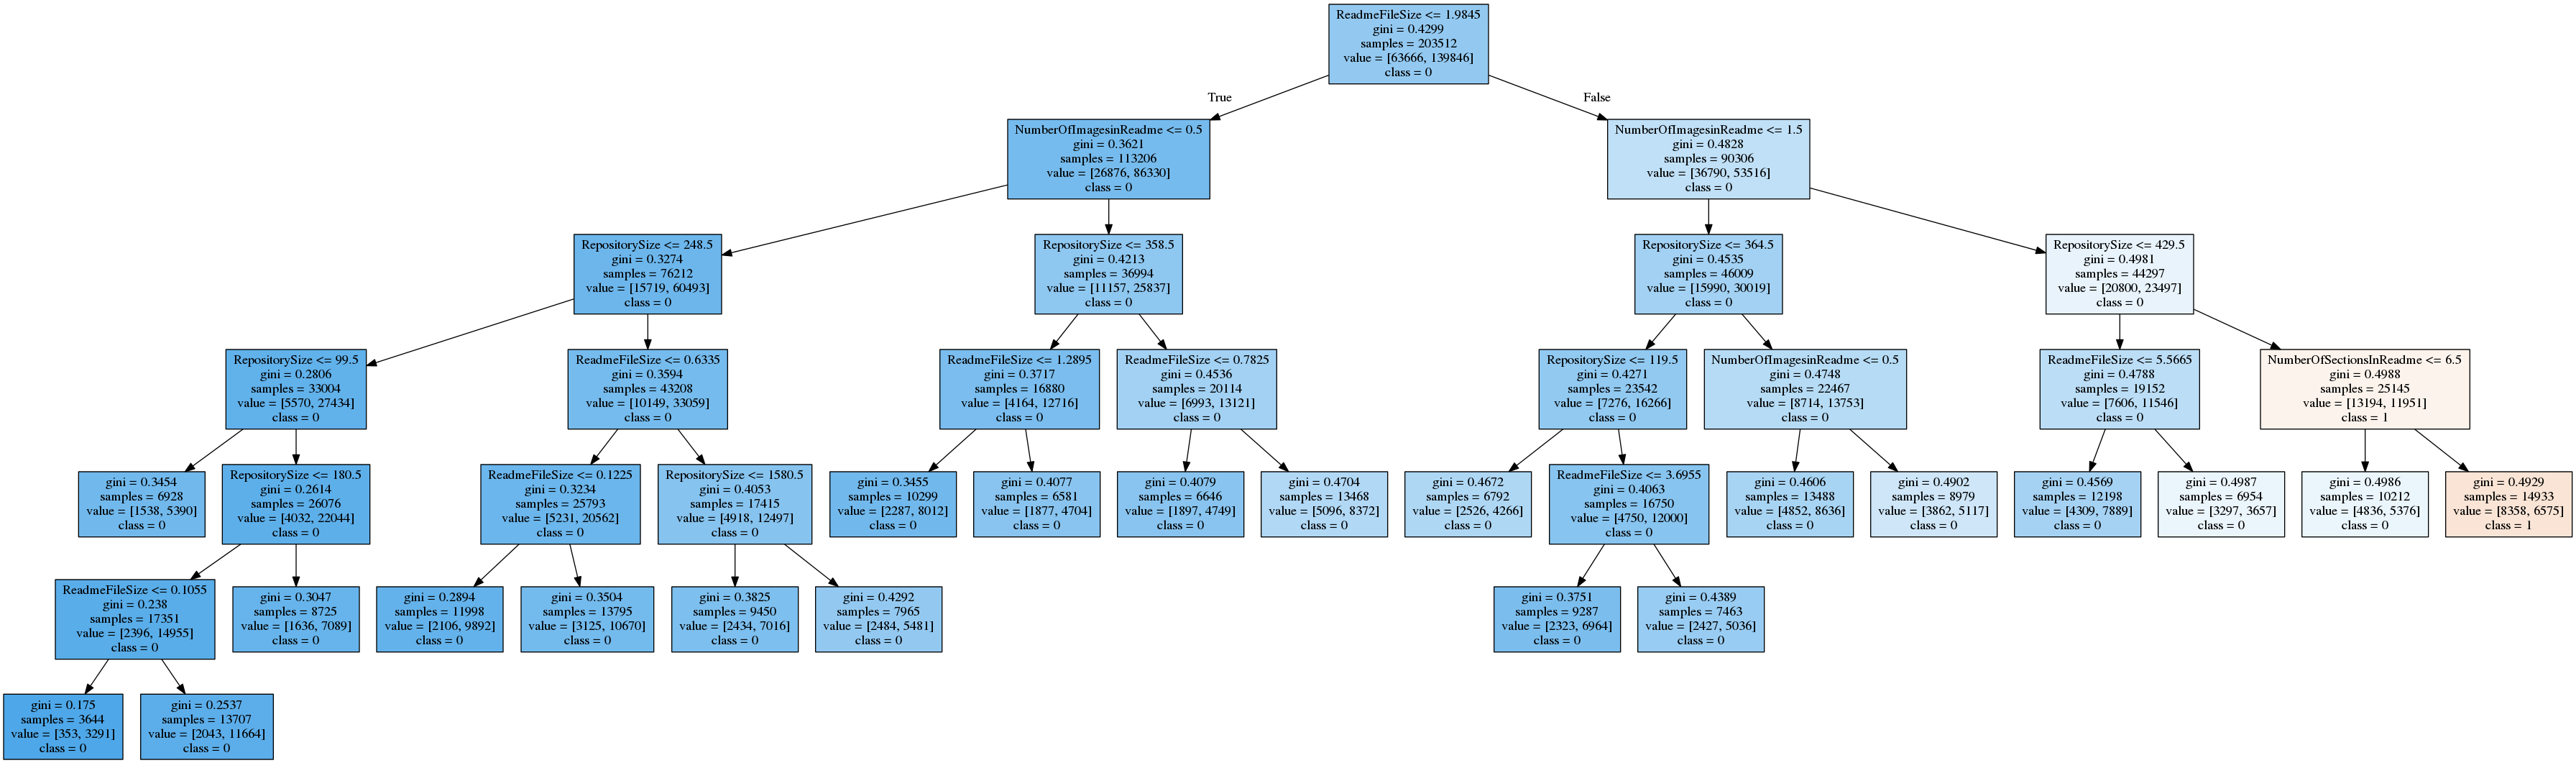 ReadmeFileSize <= 1.9845
gini = 0.4299
samples = 203512
value = [63666, 139846]
class = 0
True
False
NumberOfImagesinReadme <= 0.5
gini = 0.3621
samples = 113206
value = [26876, 86330]
class = 0
NumberOfImagesinReadme <= 1.5
gini = 0.4828
samples = 90306
value = [36790, 53516]
class = 0
RepositorySize <= 248.5
gini = 0.3274
samples = 76212
value = [15719, 60493]
class = 0
RepositorySize <= 358.5
gini = 0.4213
samples = 36994
value = [11157, 25837]
class = 0
RepositorySize <= 364.5
gini = 0.4535
samples = 46009
value = [15990, 30019]
class = 0
RepositorySize <= 429.5
gini = 0.4981
samples = 44297
value = [20800, 23497]
class = 0
RepositorySize <= 99.5
gini = 0.2806
samples = 33004
value = [5570, 27434]
class = 0
ReadmeFileSize <= 0.6335
gini = 0.3594
samples = 43208
value = [10149, 33059]
class = 0
ReadmeFileSize <= 1.2895
gini = 0.3717
samples = 16880
value = [4164, 12716]
class = 0
ReadmeFileSize <= 0.7825
gini = 0.4536
samples = 20114
value = [6993, 13121]
class = 0
RepositorySize <= 119.5
gini = 0.4271
samples = 23542
value = [7276, 16266]
class = 0
NumberOfImagesinReadme <= 0.5
gini = 0.4748
samples = 22467
value = [8714, 13753]
class = 0
ReadmeFileSize <= 5.5665
gini = 0.4788
samples = 19152
value = [7606, 11546]
class = 0
NumberOfSectionsInReadme <= 6.5
gini = 0.4988
samples = 25145
value = [13194, 11951]
class = 1
gini = 0.3454
samples = 6928
value = [1538, 5390]
class = 0
RepositorySize <= 180.5
gini = 0.2614
samples = 26076
value = [4032, 22044]
class = 0
ReadmeFileSize <= 0.1225
gini = 0.3234
samples = 25793
value = [5231, 20562]
class = 0
RepositorySize <= 1580.5
gini = 0.4053
samples = 17415
value = [4918, 12497]
class = 0
gini = 0.3455
samples = 10299
value = [2287, 8012]
class = 0
gini = 0.4077
samples = 6581
value = [1877, 4704]
class = 0
gini = 0.4079
samples = 6646
value = [1897, 4749]
class = 0
gini = 0.4704
samples = 13468
value = [5096, 8372]
class = 0
gini = 0.4672
samples = 6792
value = [2526, 4266]
class = 0
ReadmeFileSize <= 3.6955
gini = 0.4063
samples = 16750
value = [4750, 12000]
class = 0
gini = 0.4606
samples = 13488
value = [4852, 8636]
class = 0
gini = 0.4902
samples = 8979
value = [3862, 5117]
class = 0
gini = 0.4569
samples = 12198
value = [4309, 7889]
class = 0
gini = 0.4987
samples = 6954
value = [3297, 3657]
class = 0
gini = 0.4986
samples = 10212
value = [4836, 5376]
class = 0
gini = 0.4929
samples = 14933
value = [8358, 6575]
class = 1
ReadmeFileSize <= 0.1055
gini = 0.238
samples = 17351
value = [2396, 14955]
class = 0
gini = 0.3047
samples = 8725
value = [1636, 7089]
class = 0
gini = 0.2894
samples = 11998
value = [2106, 9892]
class = 0
gini = 0.3504
samples = 13795
value = [3125, 10670]
class = 0
gini = 0.3825
samples = 9450
value = [2434, 7016]
class = 0
gini = 0.4292
samples = 7965
value = [2484, 5481]
class = 0
gini = 0.3751
samples = 9287
value = [2323, 6964]
class = 0
gini = 0.4389
samples = 7463
value = [2427, 5036]
class = 0
gini = 0.175
samples = 3644
value = [353, 3291]
class = 0
gini = 0.2537
samples = 13707
value = [2043, 11664]
class = 0